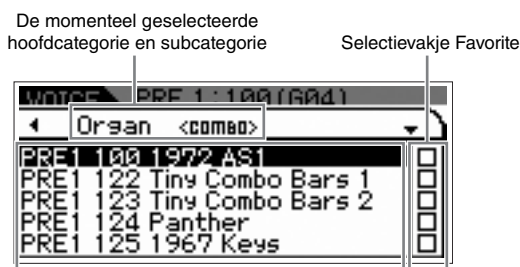 De momenteel geselecteerde
hoofdcategorie en subcategorie
Selectievakje Favorite
VOICE PRE 1:100(G04)
Organ <COMBO>
PRE1 100 1972 AS1
PRE1 122 Tiny Combo Bars 1
PRE1 123 Tiny Combo Bars 2
PRE1 124 Panther
PRE1 125 1967 Keys